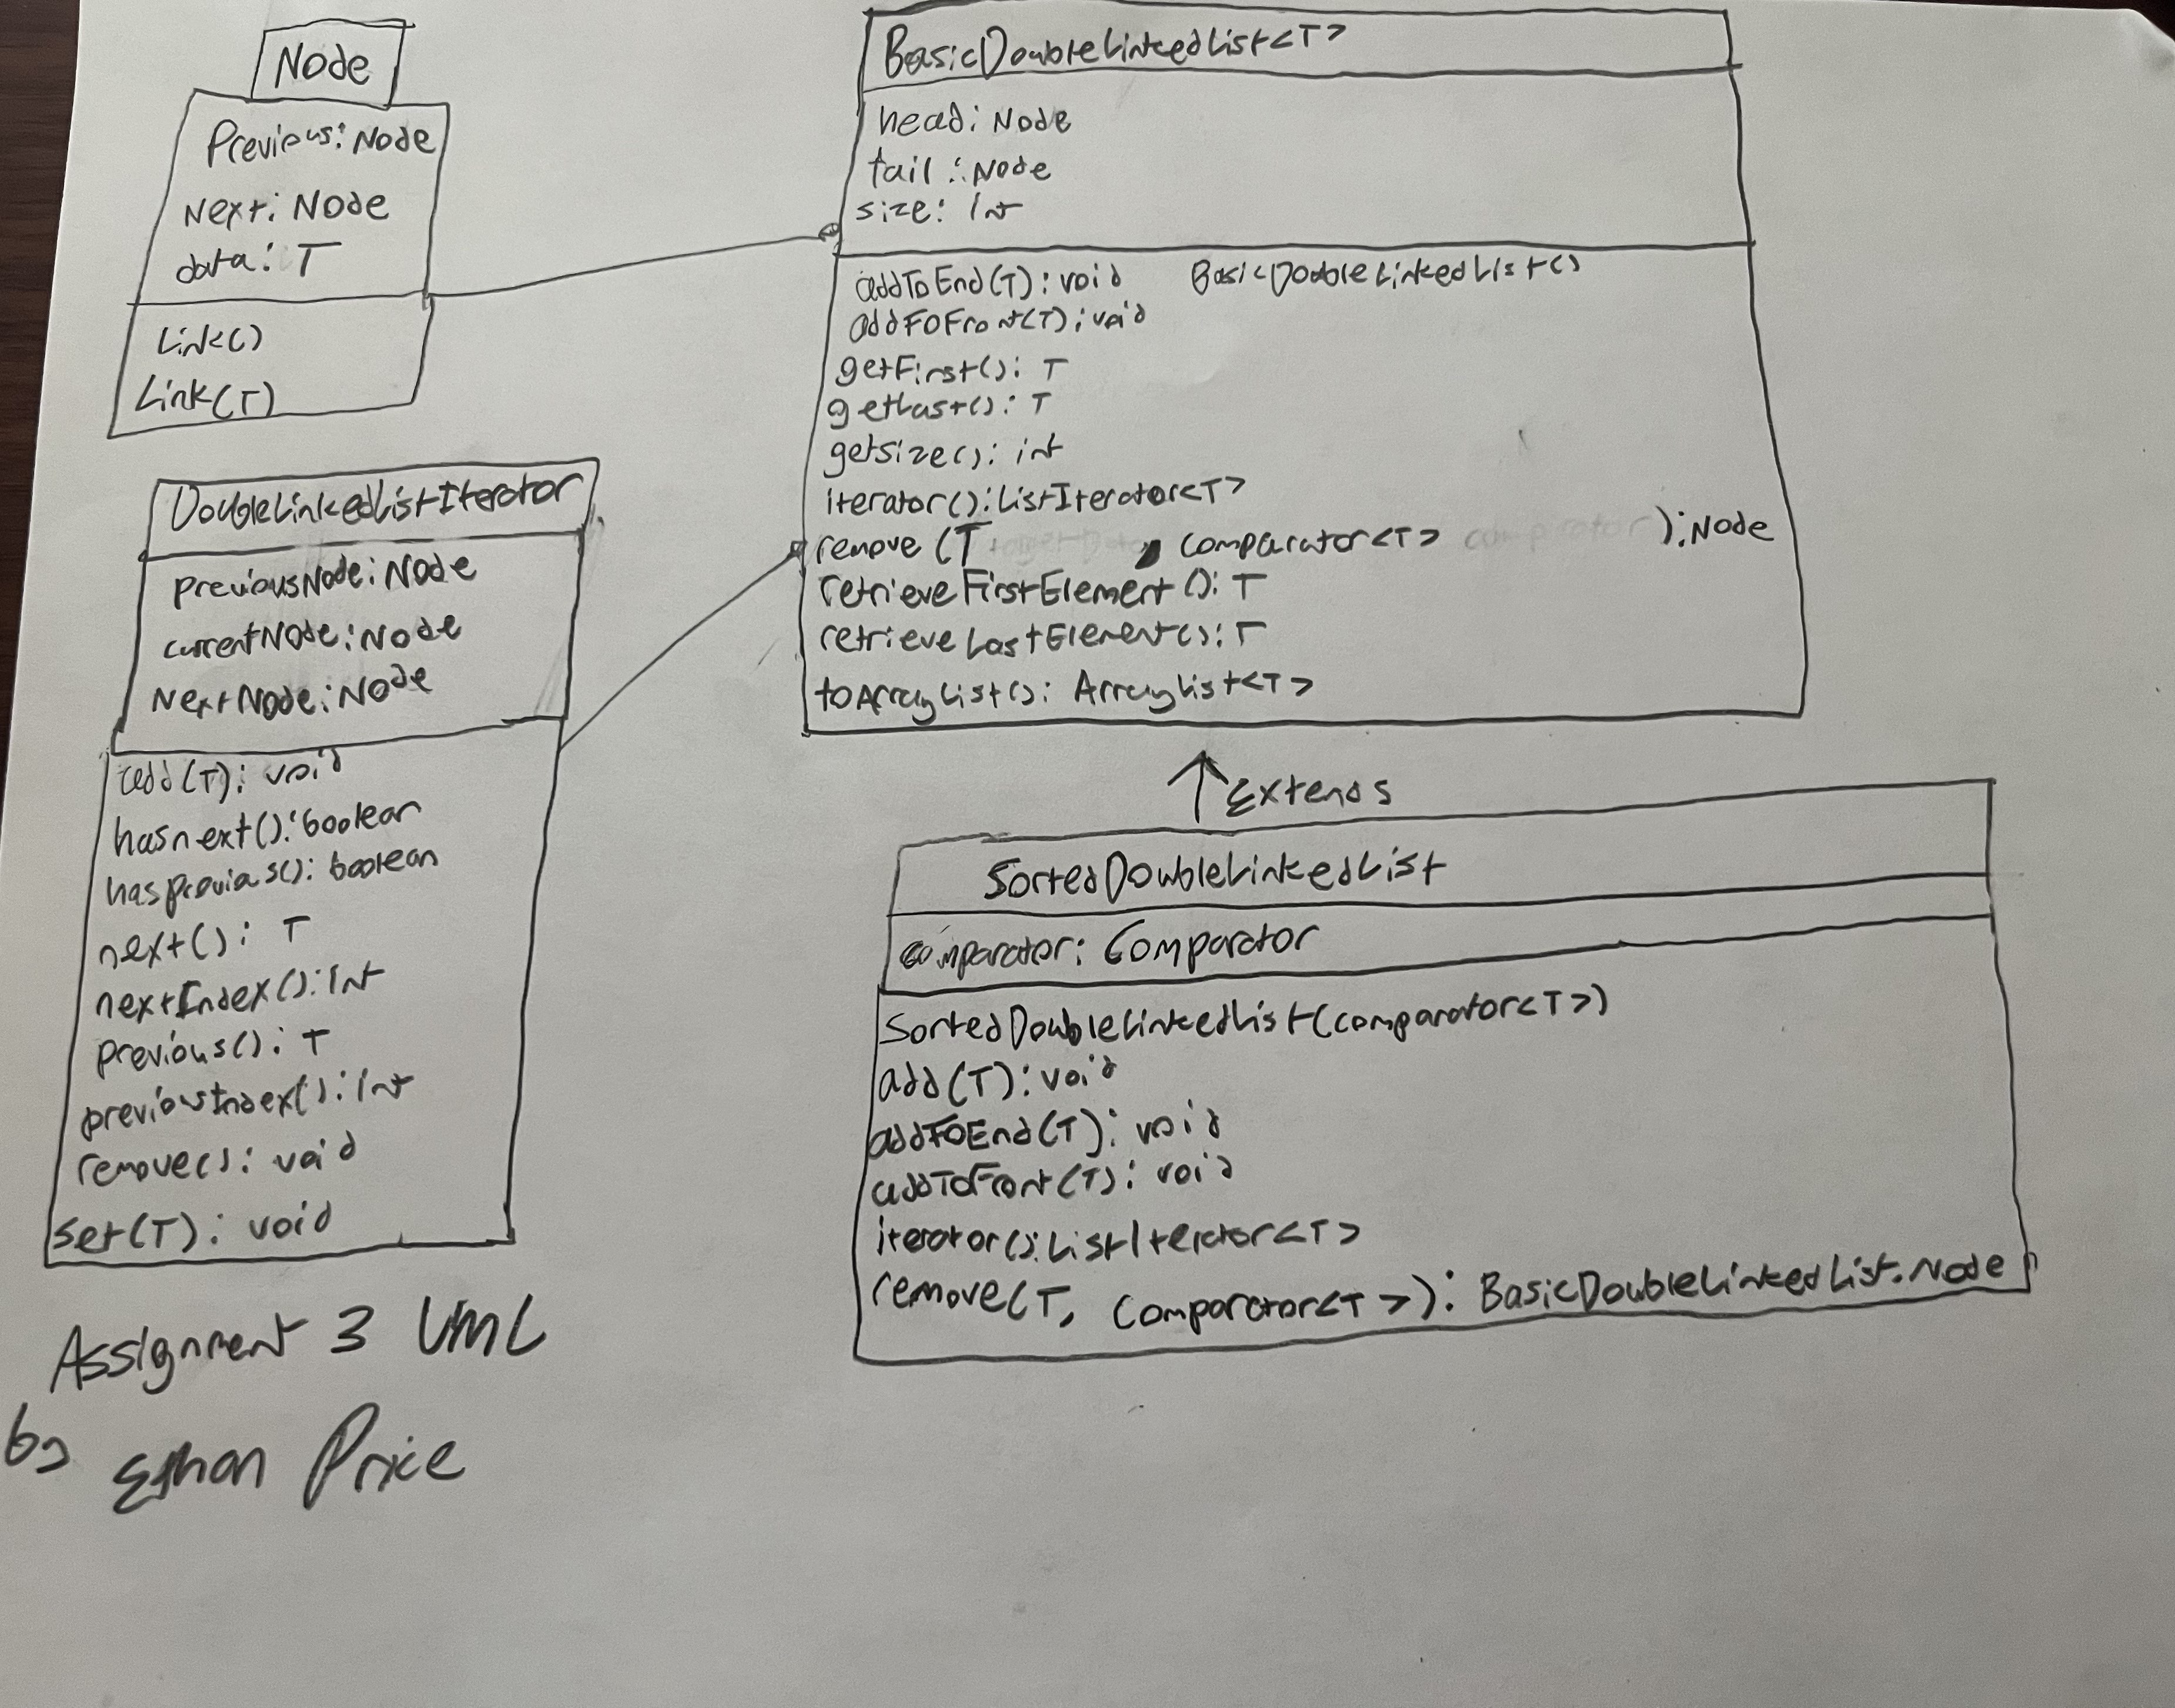 Node
Previous: Node
Next: Node
data: T
Link()
Link(T)
BasicDoubleLinkedList<T>
head: Node
tail: Node
size: int
addToEnd(T): void BasicDoubleLinkedList()
addToFront(T): void
getFirst(): T
getLast(): T
getsize(): int
iterator(): ListIterator<T>
remove(T, comparator<T> comparator): Node
retrieveFirstElement(): T
retrieveLastElement(): T
toArrayList(): ArrayList<T>
DoubleLinkedListIterator
previousNode: Node
currentNode: Node
NextNode: Node
add(T): void
hasnext(): boolean
hasprevious(): boolean
next(): T
nextIndex(): int
previous(): T
previousIndex(): int
remove(): void
set(T): void
Extends
SortedDoubleLinkedList
comparator: Comparator
SortedDoubleLinkedList(comparator<T>)
add(T): void
addToEnd(T): void
addToFront(T): void
iterator(): ListIterator<T>
remove(T, Comparator<T>): BasicDoubleLinkedList.Node
Assignment 3 UML
by Ethan Price